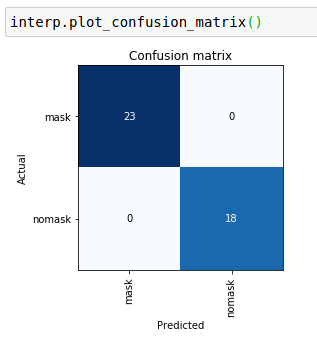 interp.plot_confusion_matrix()
Confusion matrix
mask
23
0
Actual
nomask
0
18
mask
nomask
Predicted